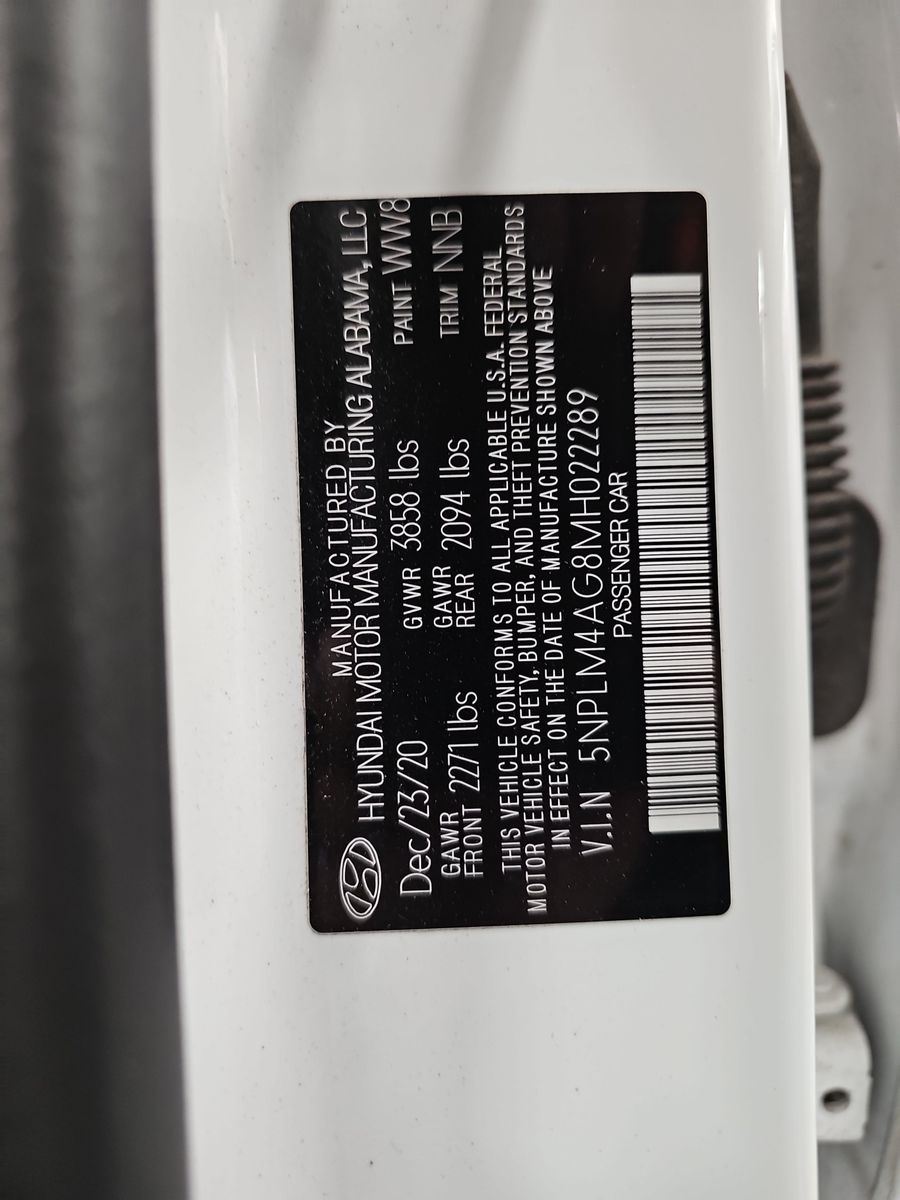 MANUFACTURED BY
HYUNDAI MOTOR MANUFACTURING ALABAMA, LLC
Dec/23/20 GVWR 3858 lbs PAINT WW8
GAWR FRONT 2271 lbs GAWR REAR 2094 lbs TRIM NNB
THIS VEHICLE CONFORMS TO ALL APPLICABLE U.S.A. FEDERAL
MOTOR VEHICLE SAFETY, BUMPER, AND THEFT PREVENTION STANDARDS
IN EFFECT ON THE DATE OF MANUFACTURE SHOWN ABOVE
V.I.N 5NPLM4AG8MH022289
PASSENGER CAR